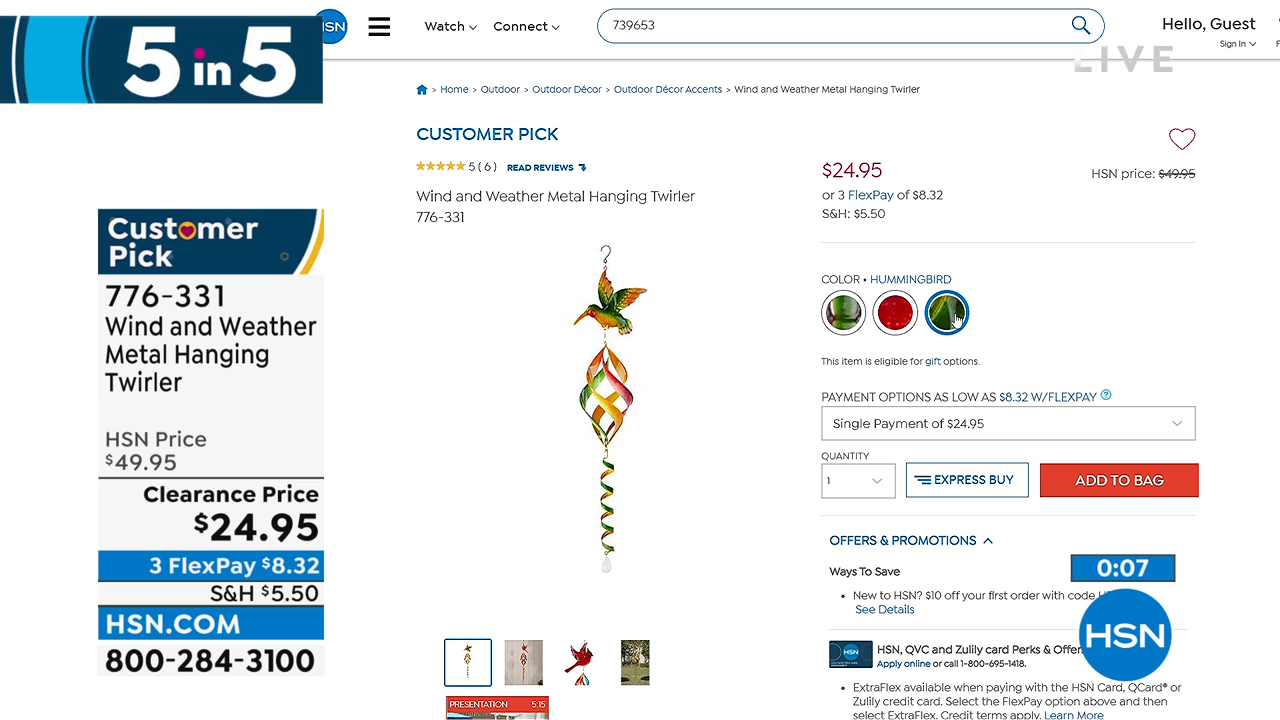 5 in 5
HSN
Watch
Connect
739653
Hello, Guest
Sign In
LIVE
> Home > Outdoor > Outdoor Décor > Outdoor Décor Accents > Wind and Weather Metal Hanging Twirler
CUSTOMER PICK
5 ( 6 ) READ REVIEWS
Wind and Weather Metal Hanging Twirler
776-331
$24.95
HSN price: $49.95
or 3 FlexPay of $8.32
S&H: $5.50
COLOR • HUMMINGBIRD
This item is eligible for gift options.
PAYMENT OPTIONS AS LOW AS $8.32 W/FLEXPAY ?
Single Payment of $24.95
QUANTITY
1
EXPRESS BUY
ADD TO BAG
OFFERS & PROMOTIONS
Ways To Save
0:07
• New to HSN? $10 off your first order with code
See Details
HSN
HSN, QVC and Zulily card Perks & Offer
Apply online or call 1-800-695-1418.
• ExtraFlex available when paying with the HSN Card, QCard® or
Zulily credit card. Select the FlexPay option above and then
select ExtraFlex. Credit terms apply. Learn More
HSN
PRESENTATION 5:15
Customer
Pick
776-331
Wind and Weather
Metal Hanging
Twirler
HSN Price
$49.95
Clearance Price
$24.95
3 FlexPay $8.32
S&H $5.50
HSN.COM
800-284-3100